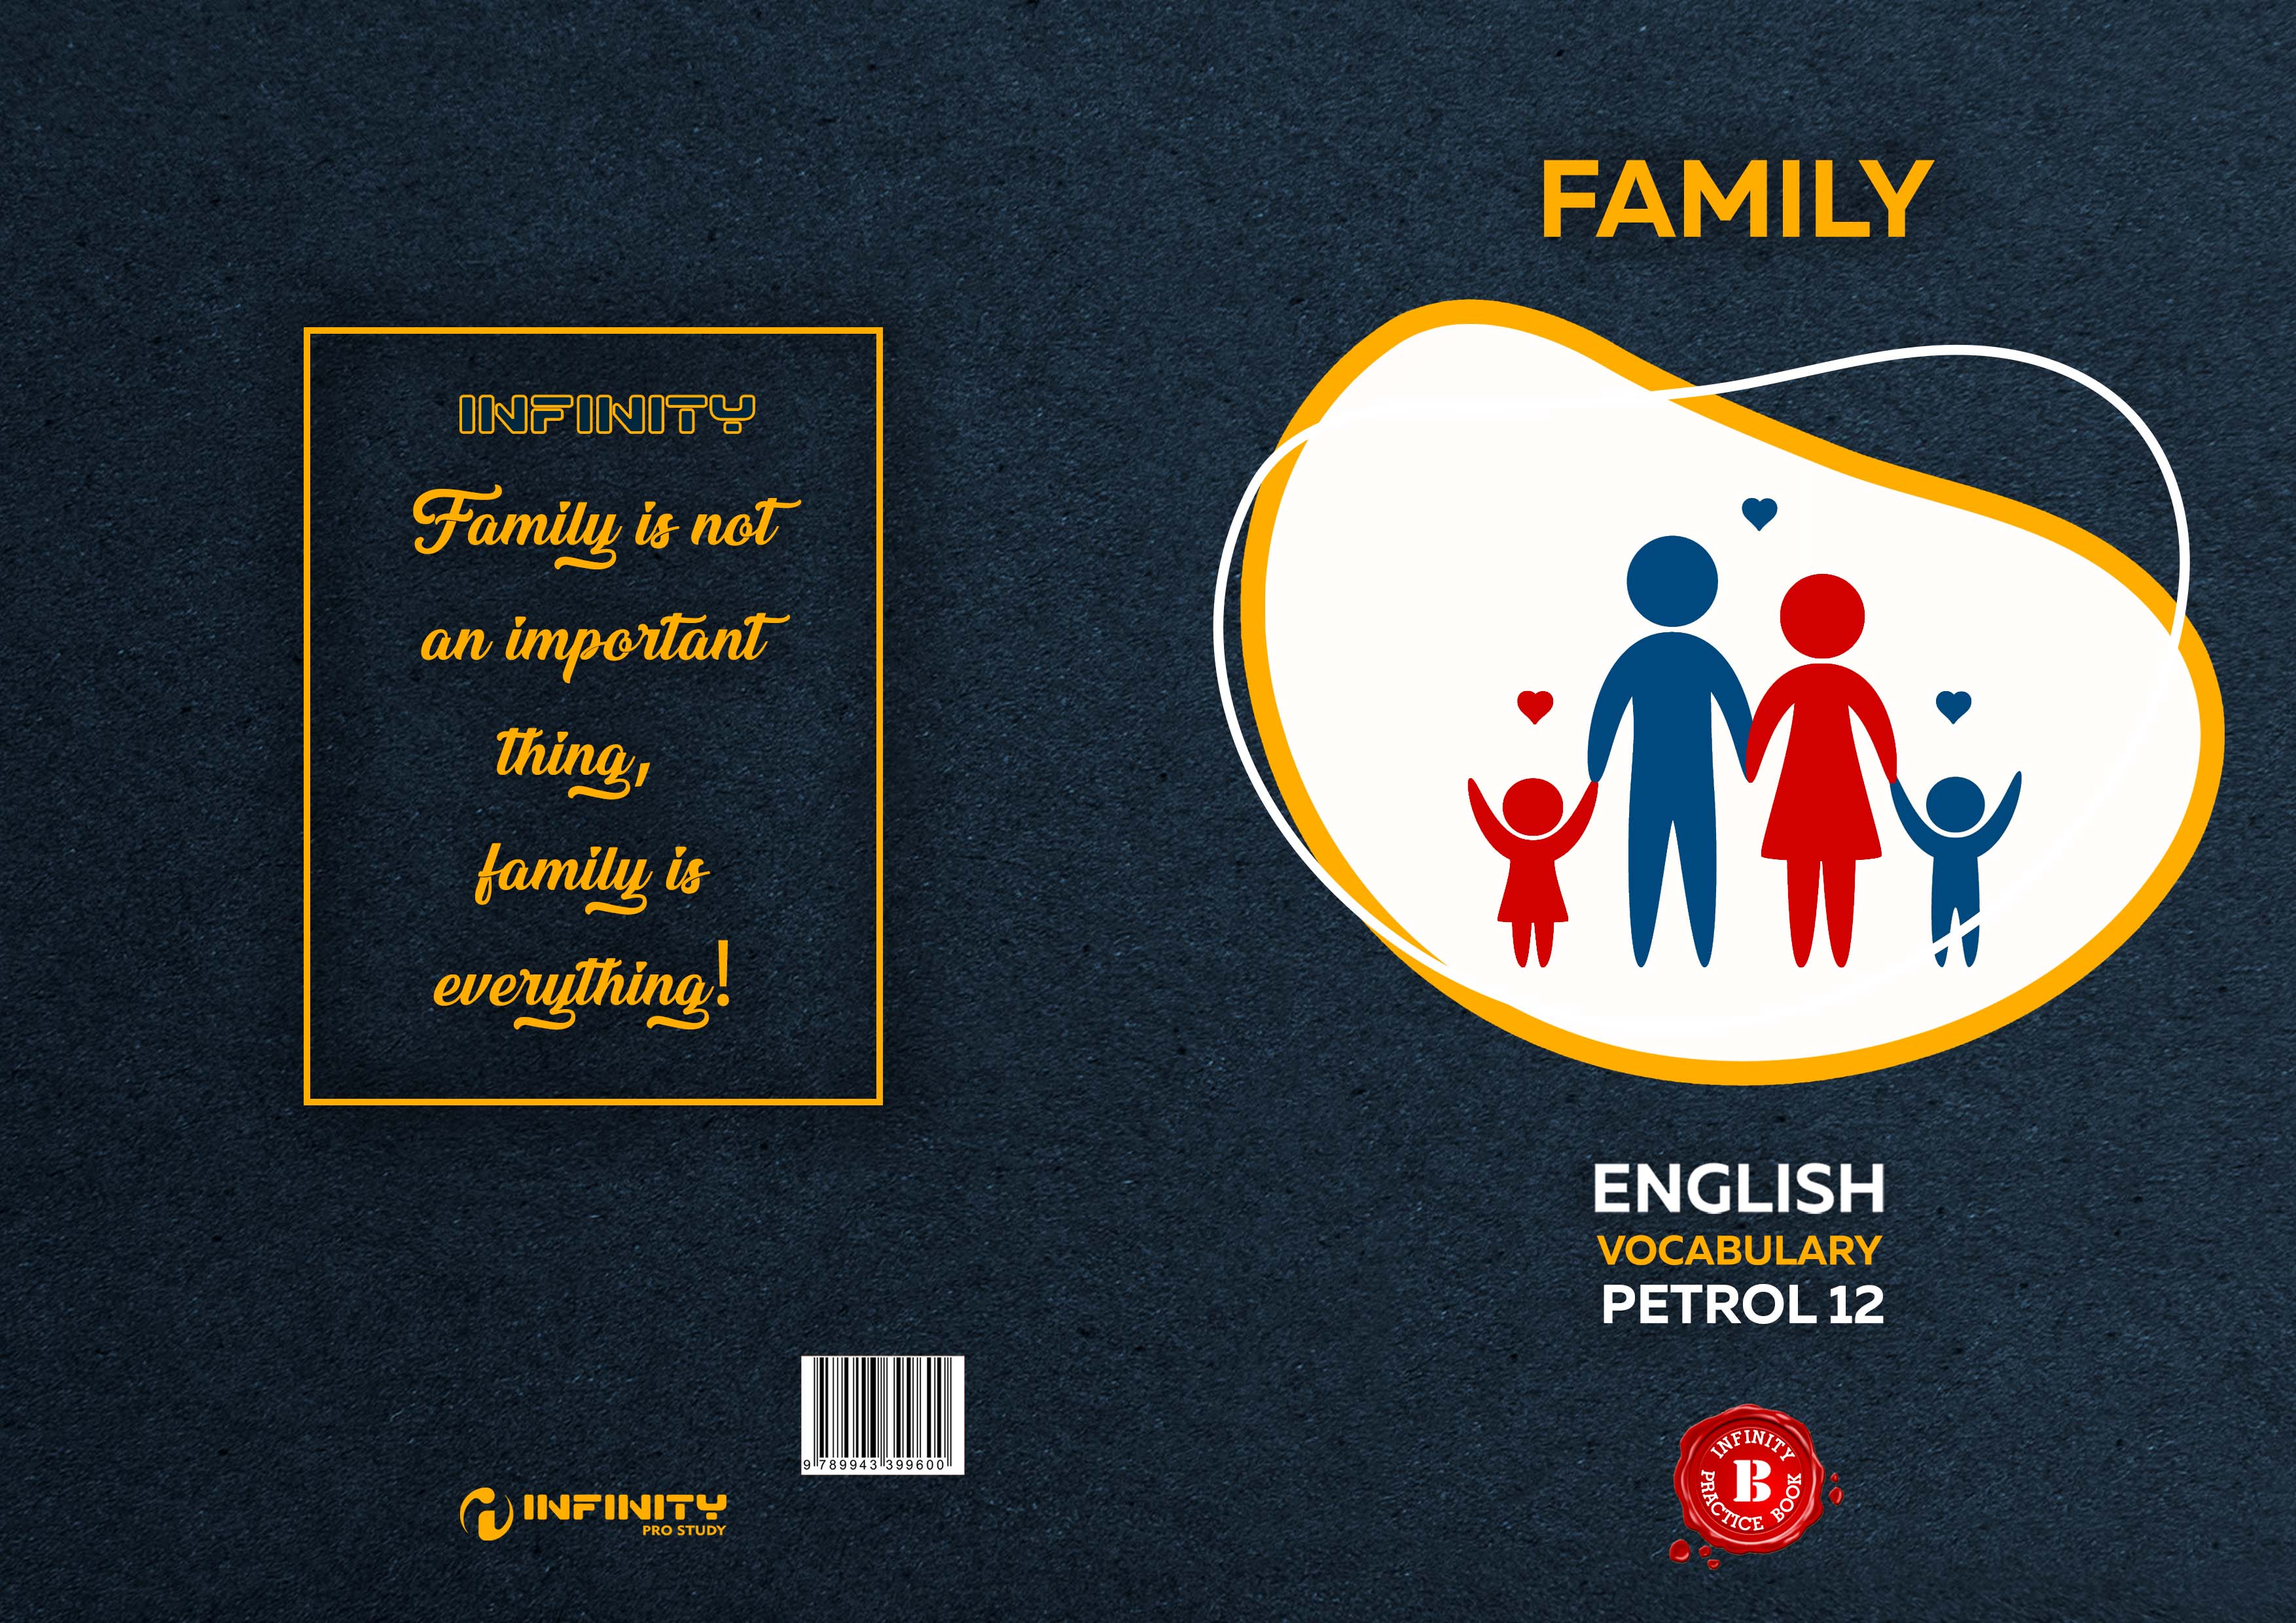 INFINITY
Family is not
an important
thing,
family is
everything!
9 789943 399600
INFINITY
PRO STUDY
FAMILY
ENGLISH
VOCABULARY
PETROL 12
INFINITY
B
PRACTICE BOOK